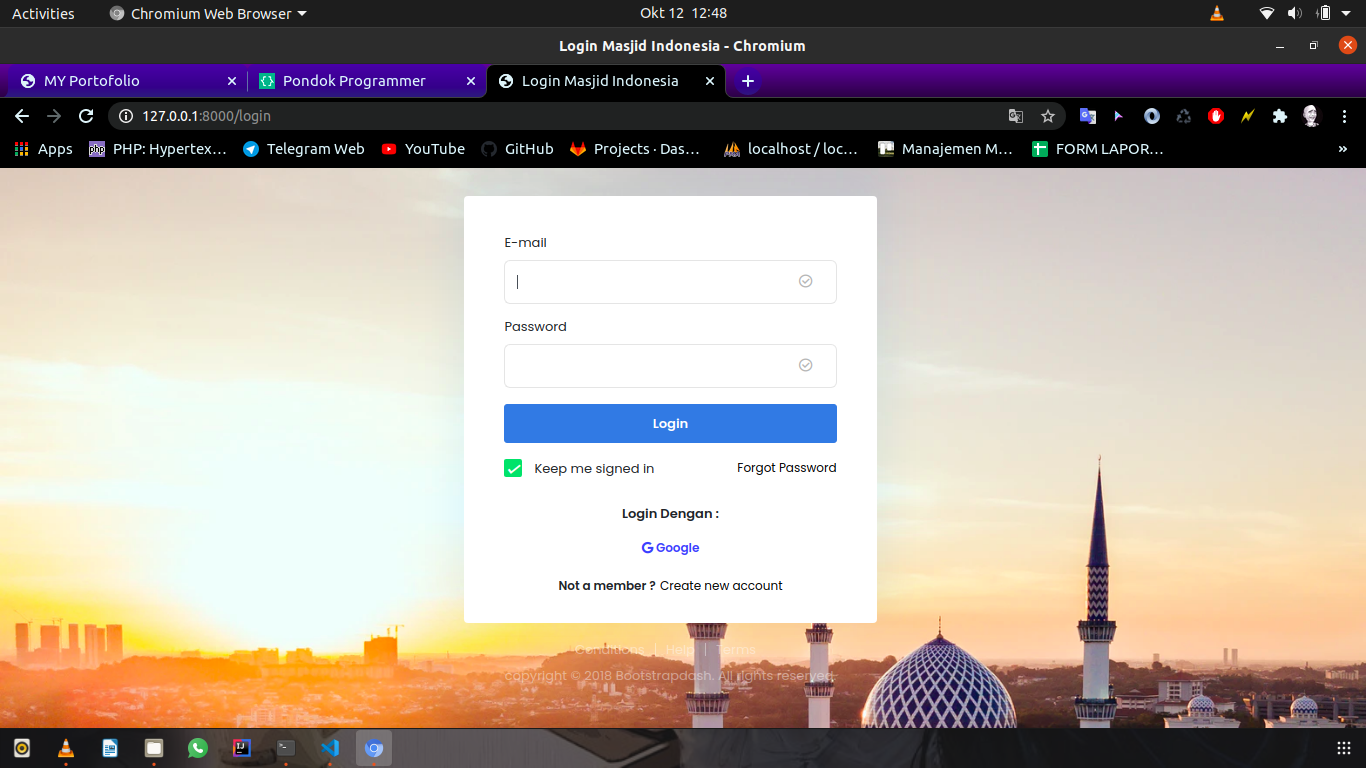 Activities Chromium Web Browser Okt 12 12:48
Login Masjid Indonesia - Chromium
MY Portofolio Pondok Programmer Login Masjid Indonesia
127.0.0.1:8000/login
Apps php PHP: Hypertex… Telegram Web YouTube GitHub Projects · Das… localhost / loc… Manajemen M… FORM LAPOR… »
E-mail
Password
Login
Keep me signed in Forgot Password
Login Dengan :
Google
Not a member ? Create new account
Conditions | Help | Terms
copyright © 2018 Bootstrapdash. All rights reserved.